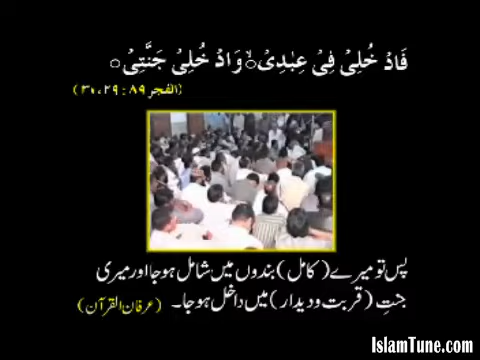 فَادۡ خُلِیۡ فِیۡ عِبٰدِیۡ ۙ وَادۡ خُلِیۡ جَنَّتِیۡ
(الفجر ۸۹ : ۲۹، ۳۰)
پس تو میرے (کامل) بندوں میں شامل ہو جا اور میری
جنتِ (قربت و دیدار) میں داخل ہو جا۔ (عرفان القرآن)
IslamTune.com